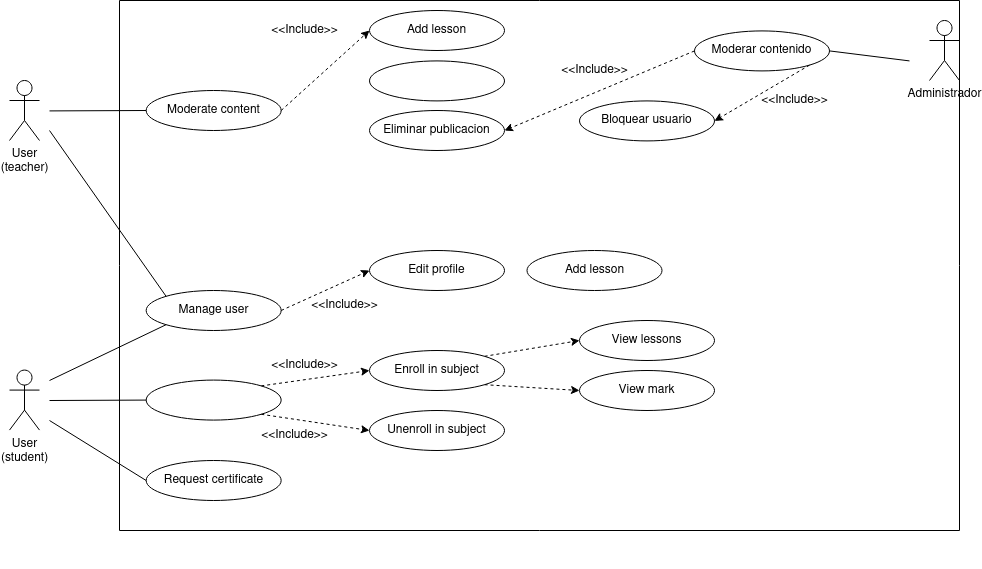 <<Include>>
Add lesson
Moderar contenido
<<Include>>
Administrador
Moderate content
<<Include>>
Eliminar publicacion
Bloquear usuario
User
(teacher)
Edit profile
Add lesson
<<Include>>
Manage user
View lessons
<<Include>>
Enroll in subject
View mark
User
(student)
<<Include>>
Unenroll in subject
Request certificate